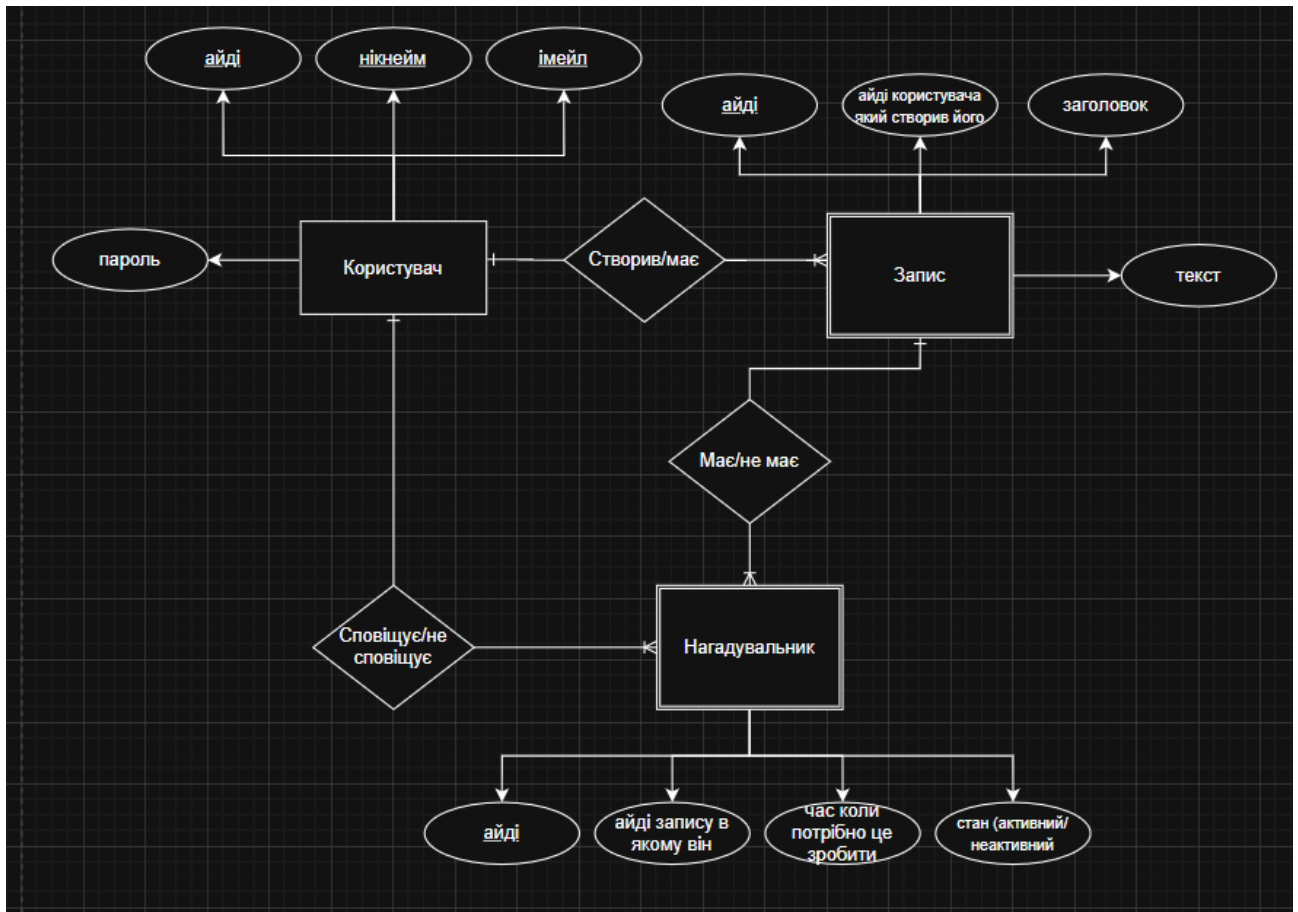 айді
нікнейм
імейл
айді
айді користувача
який створив його
заголовок
пароль
Користувач
Створив/має
Запис
текст
Має/не має
Сповіщує/не
сповіщує
Нагадувальник
айді
айді запису в
якому він
час коли
потрібно це
зробити
стан (активний/
неактивний